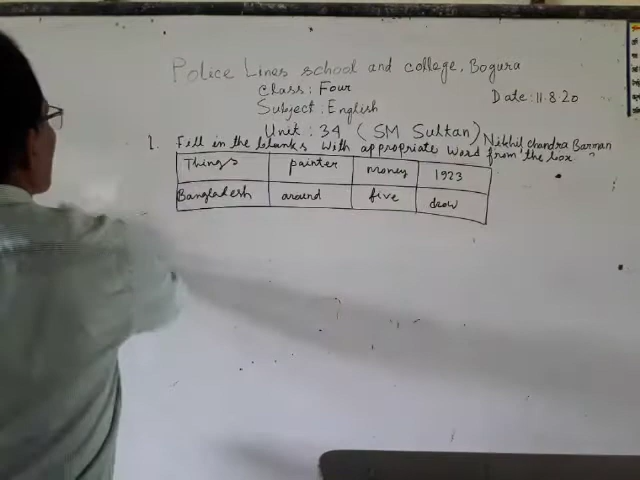 Police Lines school and college, Bogura
Class: Four
Date: 11.8.20
Subject: English
Unit: 34 (SM Sultan)
Nikhil Chandra Barman
1. Fill in the blanks with appropriate word from the box
Things painter money 1923
Bangladesh around five draw